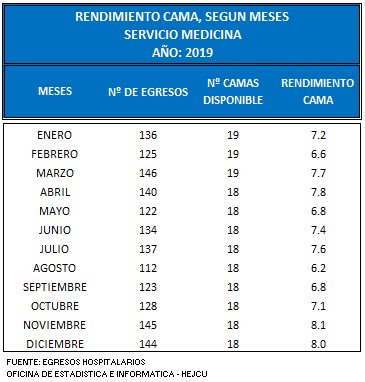 RENDIMIENTO CAMA, SEGUN MESES
SERVICIO MEDICINA
AÑO: 2019
MESES Nº DE EGRESOS Nº CAMAS DISPONIBLE RENDIMIENTO CAMA
ENERO 136 19 7.2
FEBRERO 125 19 6.6
MARZO 146 19 7.7
ABRIL 140 18 7.8
MAYO 122 18 6.8
JUNIO 134 18 7.4
JULIO 137 18 7.6
AGOSTO 112 18 6.2
SEPTIEMBRE 123 18 6.8
OCTUBRE 128 18 7.1
NOVIEMBRE 145 18 8.1
DICIEMBRE 144 18 8.0
FUENTE: EGRESOS HOSPITALARIOS
OFICINA DE ESTADISTICA E INFORMATICA - HEJCU